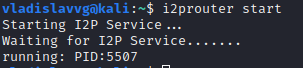 vladislavvg@kali:~$ i2prouter start
Starting I2P Service...
Waiting for I2P Service.......
running: PID:5507